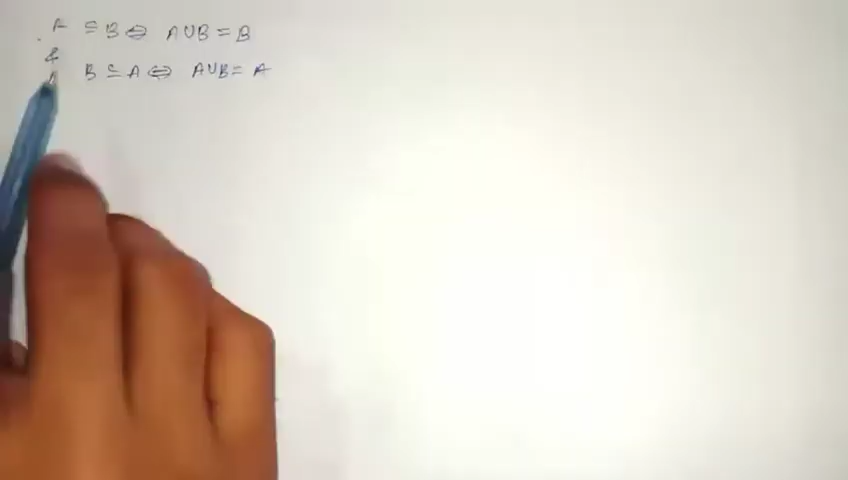 A ⊆ B ⇔ A∪B = B
&
B ⊆ A ⇔ A∪B = A